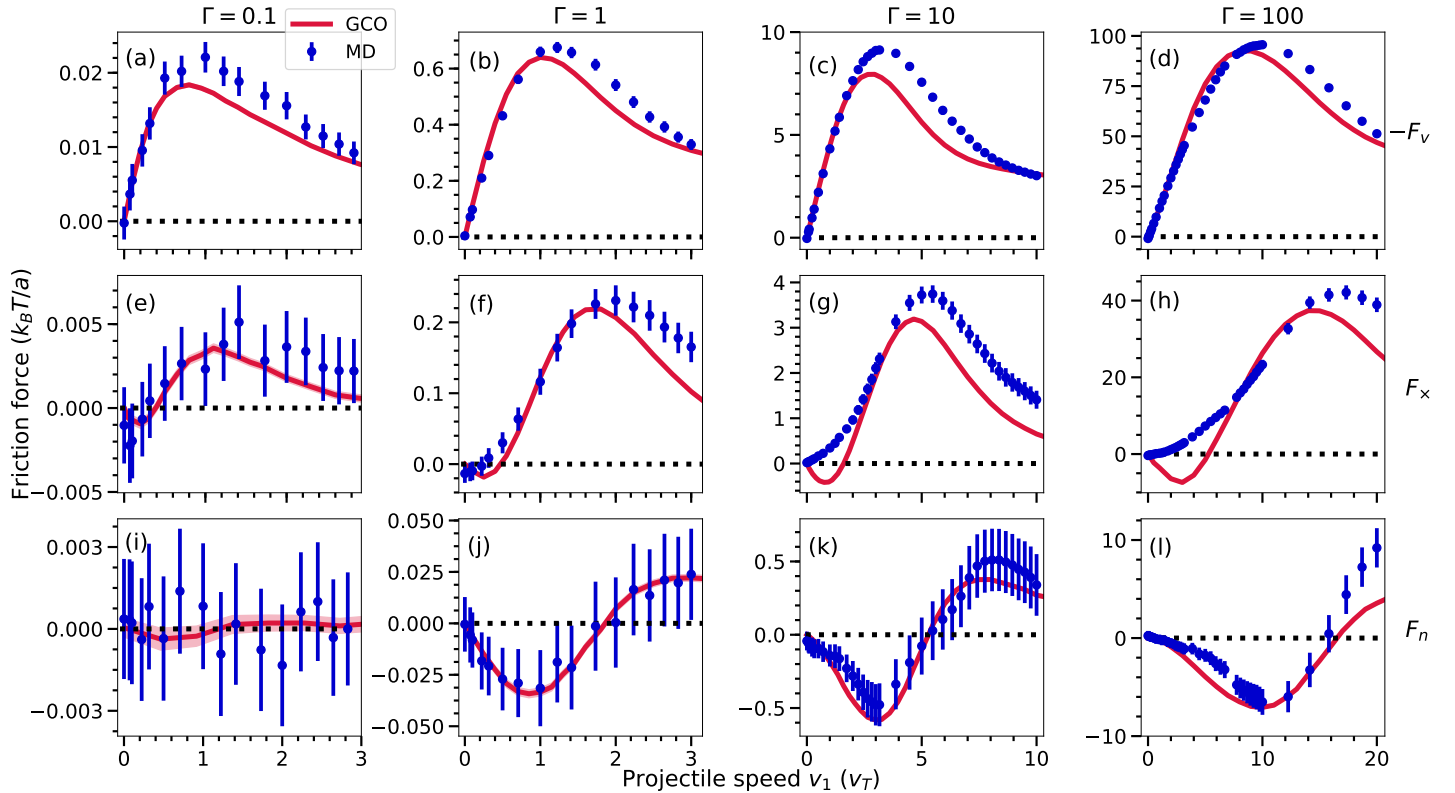 Γ = 0.1
Γ = 1
Γ = 10
Γ = 100
GCO
MD
(a)
(b)
(c)
(d)
0.02
0.01
0.00
0.6
0.4
0.2
0.0
10
5
0
100
75
50
25
0
−F_v
(e)
(f)
(g)
(h)
0.005
0.000
−0.005
0.2
0.1
0.0
4
3
2
1
0
40
20
0
F_×
Friction force (k_BT/a)
(i)
(j)
(k)
(l)
0.003
0.000
−0.003
0.050
0.025
0.000
−0.025
−0.050
0.5
0.0
−0.5
10
0
−10
F_n
0 1 2 3
0 1 2 3
0 5 10
0 10 20
Projectile speed v_1 (v_T)